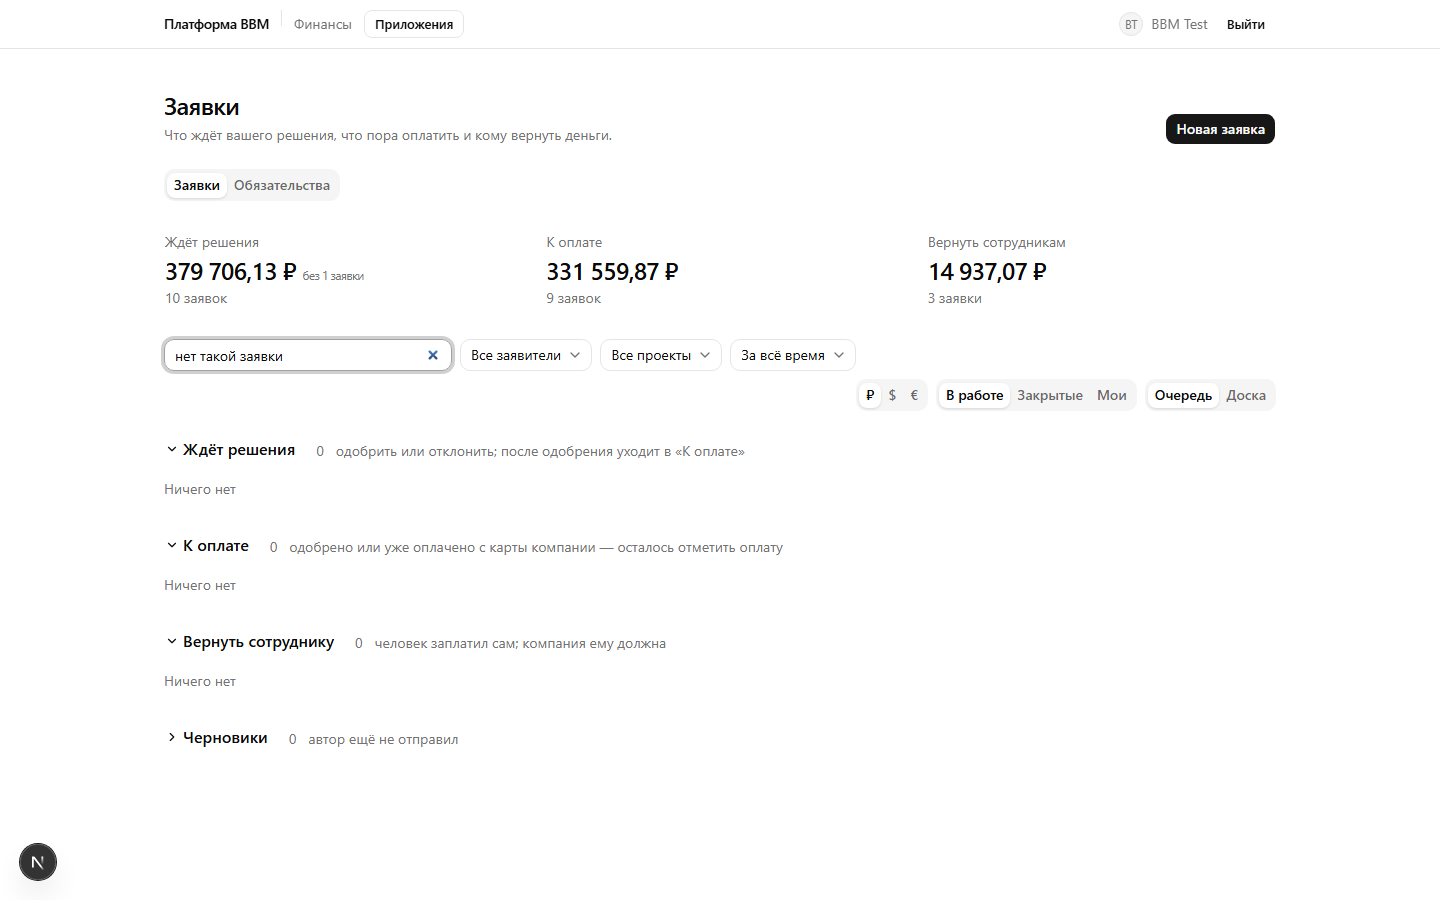 Платформа BBM Финансы Приложения BT BBM Test Выйти
Заявки
Что ждёт вашего решения, что пора оплатить и кому вернуть деньги.
Новая заявка
Заявки Обязательства
Ждёт решения К оплате Вернуть сотрудникам
379 706,13 ₽ без 1 заявки 331 559,87 ₽ 14 937,07 ₽
10 заявок 9 заявок 3 заявки
нет такой заявки Все заявители Все проекты За всё время
₽ $ € В работе Закрытые Мои Очередь Доска
Ждёт решения 0 одобрить или отклонить; после одобрения уходит в «К оплате»
Ничего нет
К оплате 0 одобрено или уже оплачено с карты компании — осталось отметить оплату
Ничего нет
Вернуть сотруднику 0 человек заплатил сам; компания ему должна
Ничего нет
Черновики 0 автор ещё не отправил
N